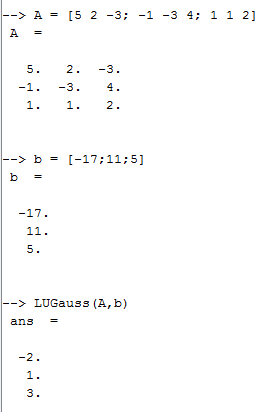 --> A = [5 2 -3; -1 -3 4; 1 1 2]
A =
5. 2. -3.
-1. -3. 4.
1. 1. 2.
--> b = [-17;11;5]
b =
-17.
11.
5.
--> LUGauss(A,b)
ans =
-2.
1.
3.